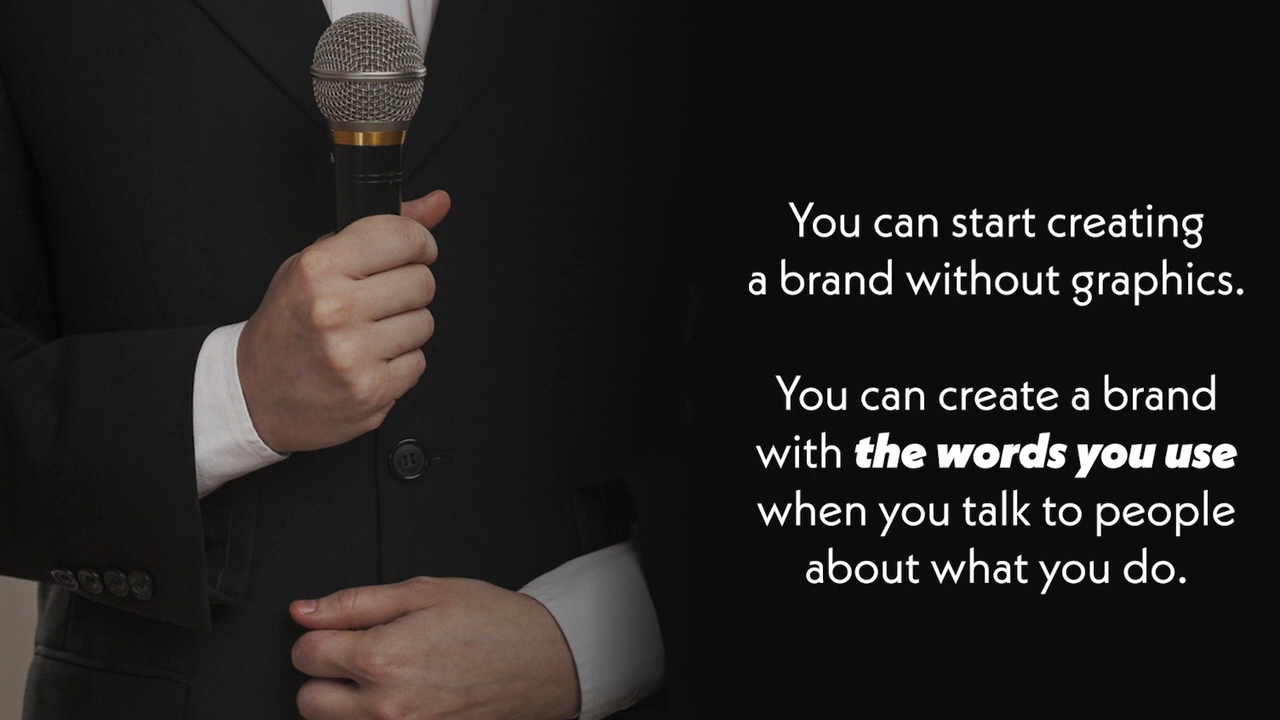 You can start creating
a brand without graphics.
You can create a brand
with the words you use
when you talk to people
about what you do.